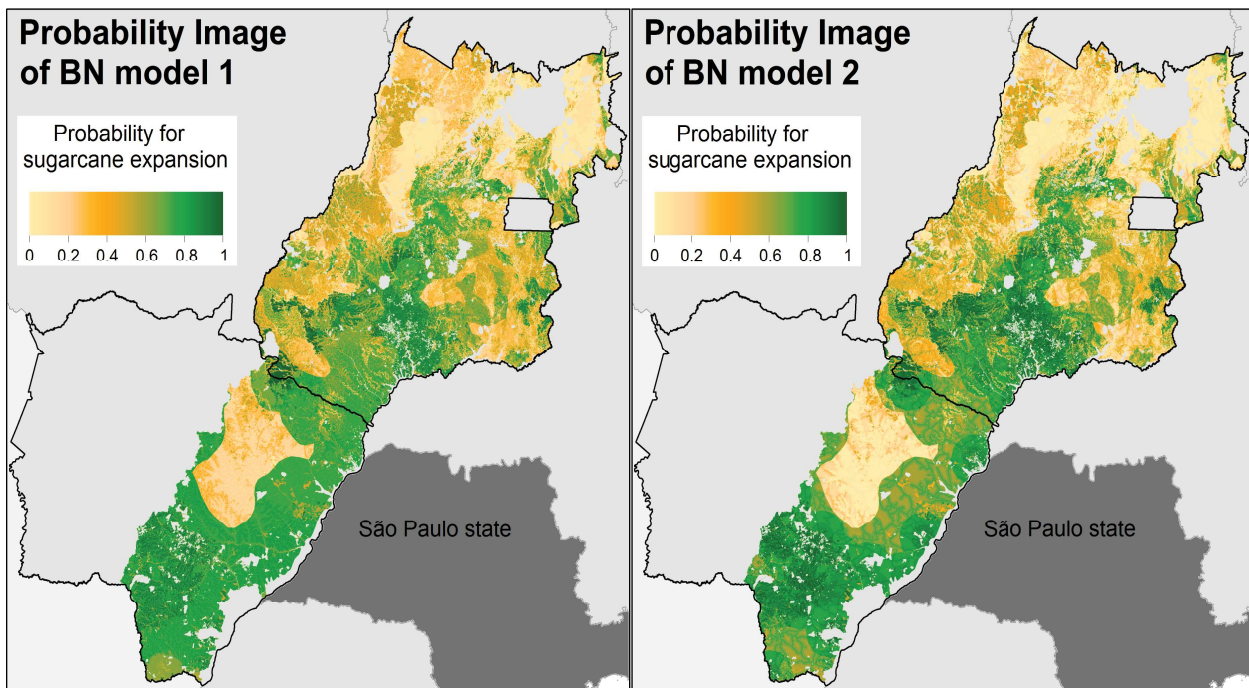 Probability Image
of BN model 1
Probability for
sugarcane expansion
0 0.2 0.4 0.6 0.8 1
São Paulo state
Probability Image
of BN model 2
Probability for
sugarcane expansion
0 0.2 0.4 0.6 0.8 1
São Paulo state